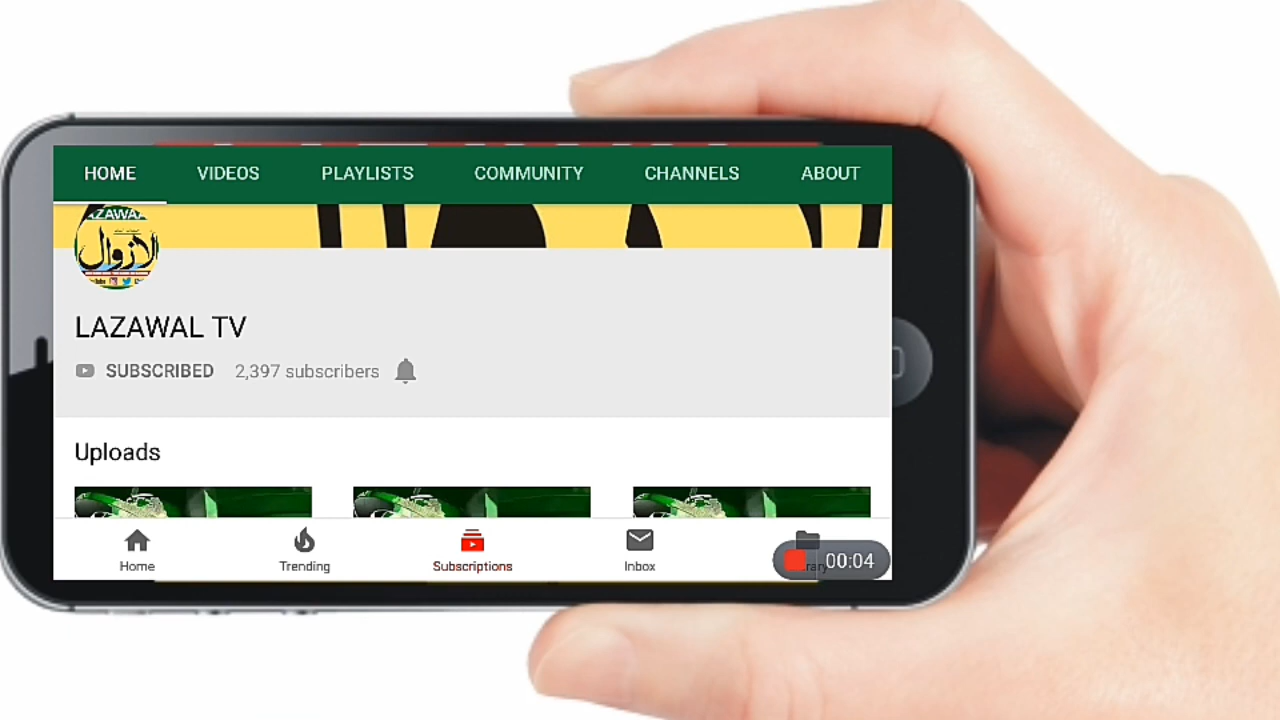 HOME VIDEOS PLAYLISTS COMMUNITY CHANNELS ABOUT
لازوال
LAZAWAL TV
SUBSCRIBED 2,397 subscribers
Uploads
Home Trending Subscriptions Inbox
00:04